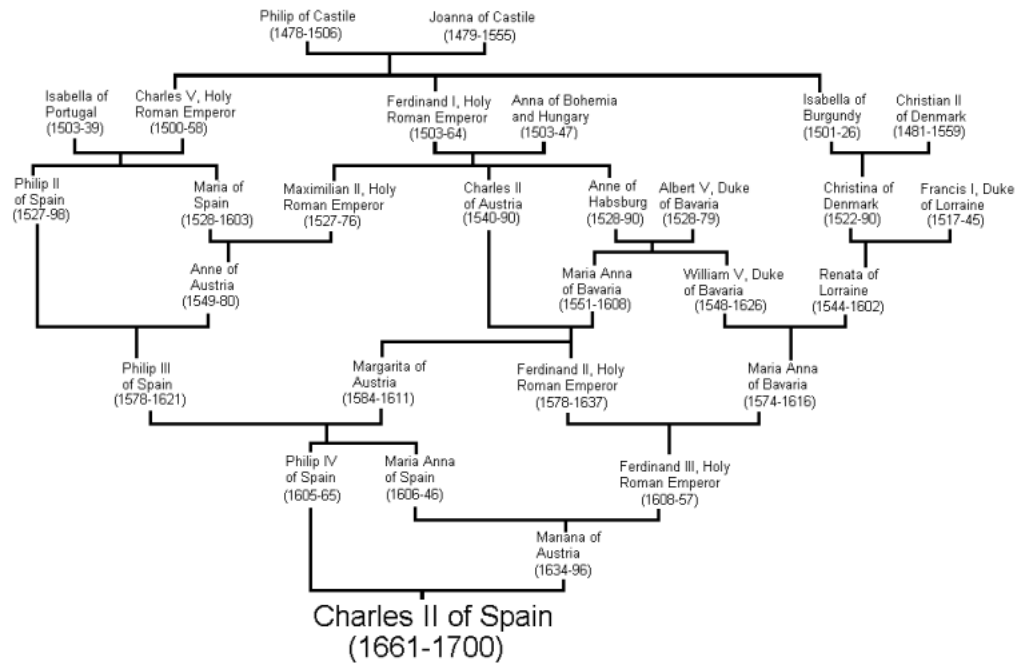 Philip of Castile
(1478-1506)
Joanna of Castile
(1479-1555)
Isabella of
Portugal
(1503-39)
Charles V, Holy
Roman Emperor
(1500-58)
Ferdinand I, Holy
Roman Emperor
(1503-64)
Anna of Bohemia
and Hungary
(1503-47)
Isabella of
Burgundy
(1501-26)
Christian II
of Denmark
(1481-1559)
Philip II
of Spain
(1527-98)
Maria of
Spain
(1528-1603)
Maximilian II, Holy
Roman Emperor
(1527-76)
Charles II
of Austria
(1540-90)
Anne of
Habsburg
(1528-90)
Albert V, Duke
of Bavaria
(1528-79)
Christina of
Denmark
(1522-90)
Francis I, Duke
of Lorraine
(1517-45)
Anne of
Austria
(1549-80)
Maria Anna
of Bavaria
(1551-1608)
William V, Duke
of Bavaria
(1548-1626)
Renata of
Lorraine
(1544-1602)
Philip III
of Spain
(1578-1621)
Margarita of
Austria
(1584-1611)
Ferdinand II, Holy
Roman Emperor
(1578-1637)
Maria Anna
of Bavaria
(1574-1616)
Philip IV
of Spain
(1605-65)
Maria Anna
of Spain
(1606-46)
Ferdinand III, Holy
Roman Emperor
(1608-57)
Mariana of
Austria
(1634-96)
Charles II of Spain
(1661-1700)